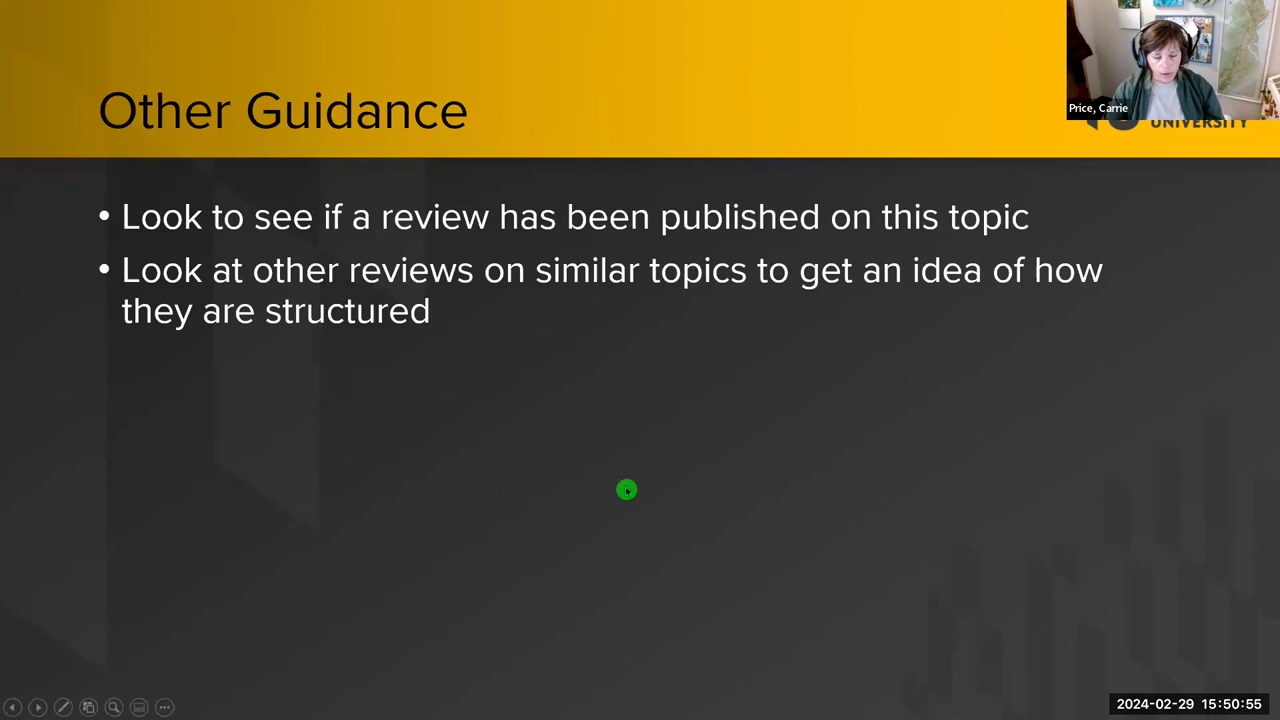 Other Guidance
Price, Carrie
UNIVERSITY
• Look to see if a review has been published on this topic
• Look at other reviews on similar topics to get an idea of how
they are structured
2024-02-29 15:50:55